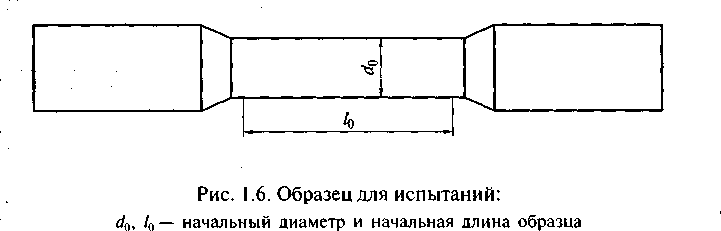 d₀
l₀
Рис. 1.6. Образец для испытаний:
d₀, l₀ — начальный диаметр и начальная длина образца